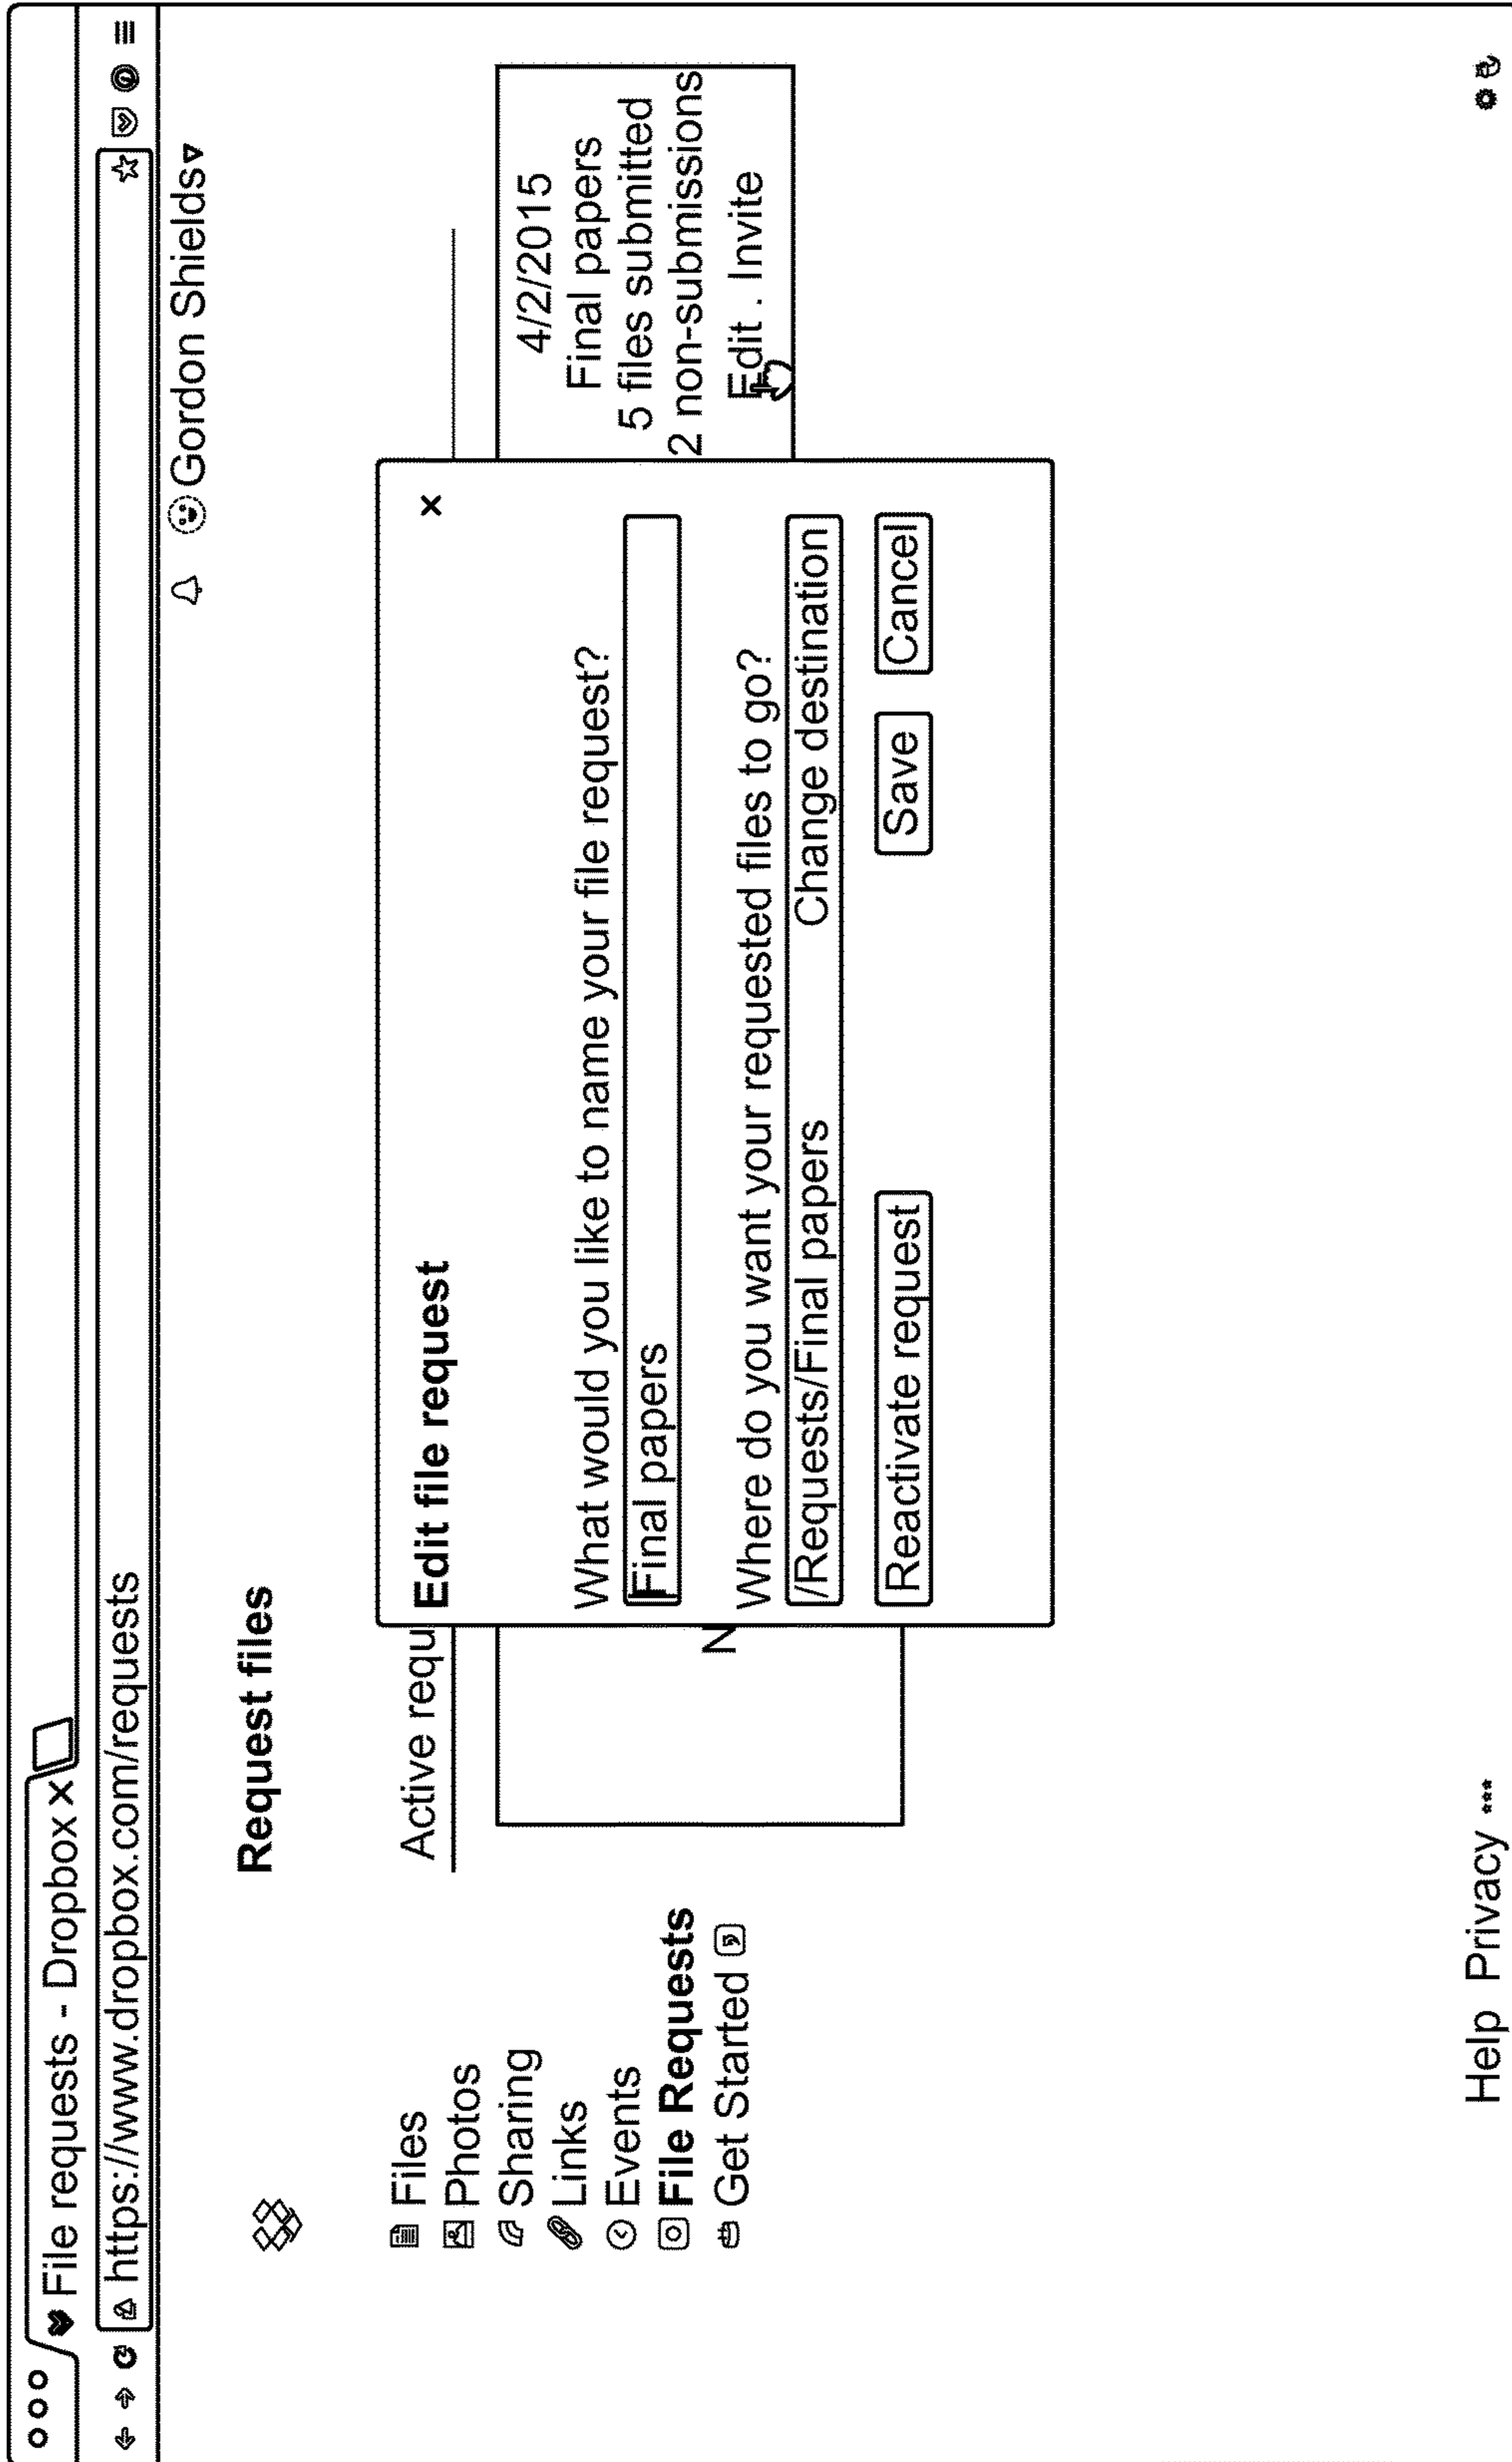 File requests - Dropbox
https://www.dropbox.com/requests
Gordon Shields
Request files
Files
Photos
Sharing
Links
Events
File Requests
Get Started
Active requ
N
Edit file request
×
What would you like to name your file request?
Final papers
Where do you want your requested files to go?
/Requests/Final papers Change destination
Reactivate request Save Cancel
4/2/2015
Final papers
5 files submitted
2 non-submissions
Edit . Invite
Help Privacy ***